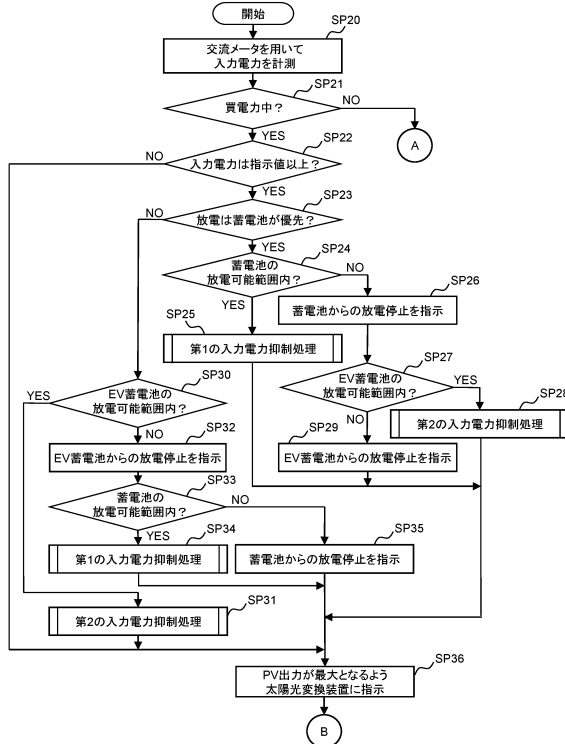 開始
SP20
交流メータを用いて
入力電力を計測
SP21
買電力中？
NO
A
YES
SP22
NO
入力電力は指示値以上？
YES
SP23
NO
放電は蓄電池が優先？
YES
SP24
蓄電池の
放電可能範囲内？
NO
SP26
YES
蓄電池からの放電停止を指示
SP25
第1の入力電力抑制処理
SP27
EV蓄電池の
放電可能範囲内？
YES
SP28
NO
第2の入力電力抑制処理
SP29
EV蓄電池からの放電停止を指示
SP30
YES
EV蓄電池の
放電可能範囲内？
NO
SP32
EV蓄電池からの放電停止を指示
SP33
蓄電池の
放電可能範囲内？
NO
YES
SP34
第1の入力電力抑制処理
SP35
蓄電池からの放電停止を指示
SP31
第2の入力電力抑制処理
SP36
PV出力が最大となるよう
太陽光変換装置に指示
B